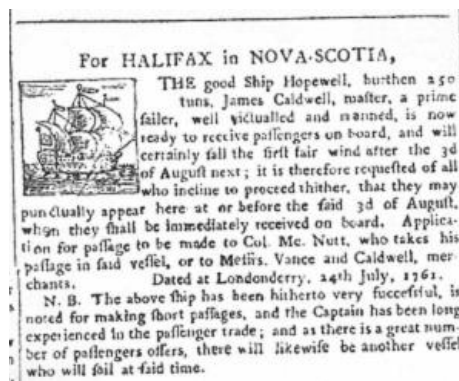 For HALIFAX in NOVA-SCOTIA,
THE good Ship Hopewell, burthen 250
tuns, James Caldwell, master, a prime
sailer, well victualled and manned, is now
ready to receive paſſengers on board, and will
certainly ſail the firſt fair wind after the 3d
of Auguſt next; it is therefore requeſted of all
who incline to proceed thither, that they may
punctually appear here at or before the ſaid 3d of Auguſt,
when they ſhall be immediately received on board. Applica-
tion for paſſage to be made to Col. Mc. Nutt, who takes his
paſſage in ſaid veſſel, or to Meſſrs. Vance and Caldwell, mer-
chants. Dated at Londonderry, 24th July, 1761.
N. B. The above ſhip has been hitherto very ſucceſsful, is
noted for making ſhort paſſages, and the Captain has been long
experienced in the paſſenger trade; and as there is a great num-
ber of paſſengers offers, there will likewiſe be another veſſel
who will ſail at ſaid time.